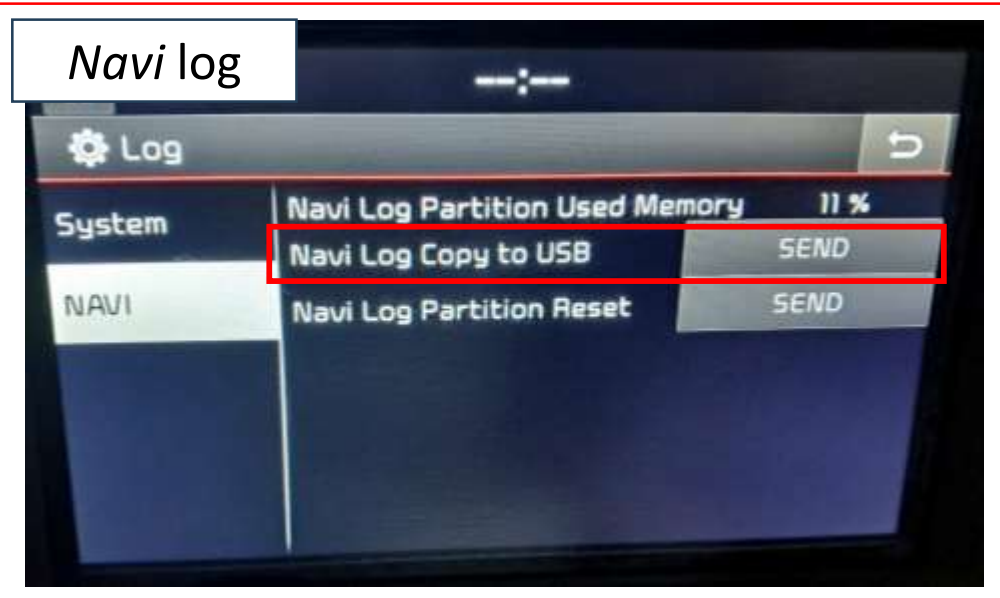 Navi log
--:--
Log
System
NAVI
Navi Log Partition Used Memory 11 %
Navi Log Copy to USB SEND
Navi Log Partition Reset SEND